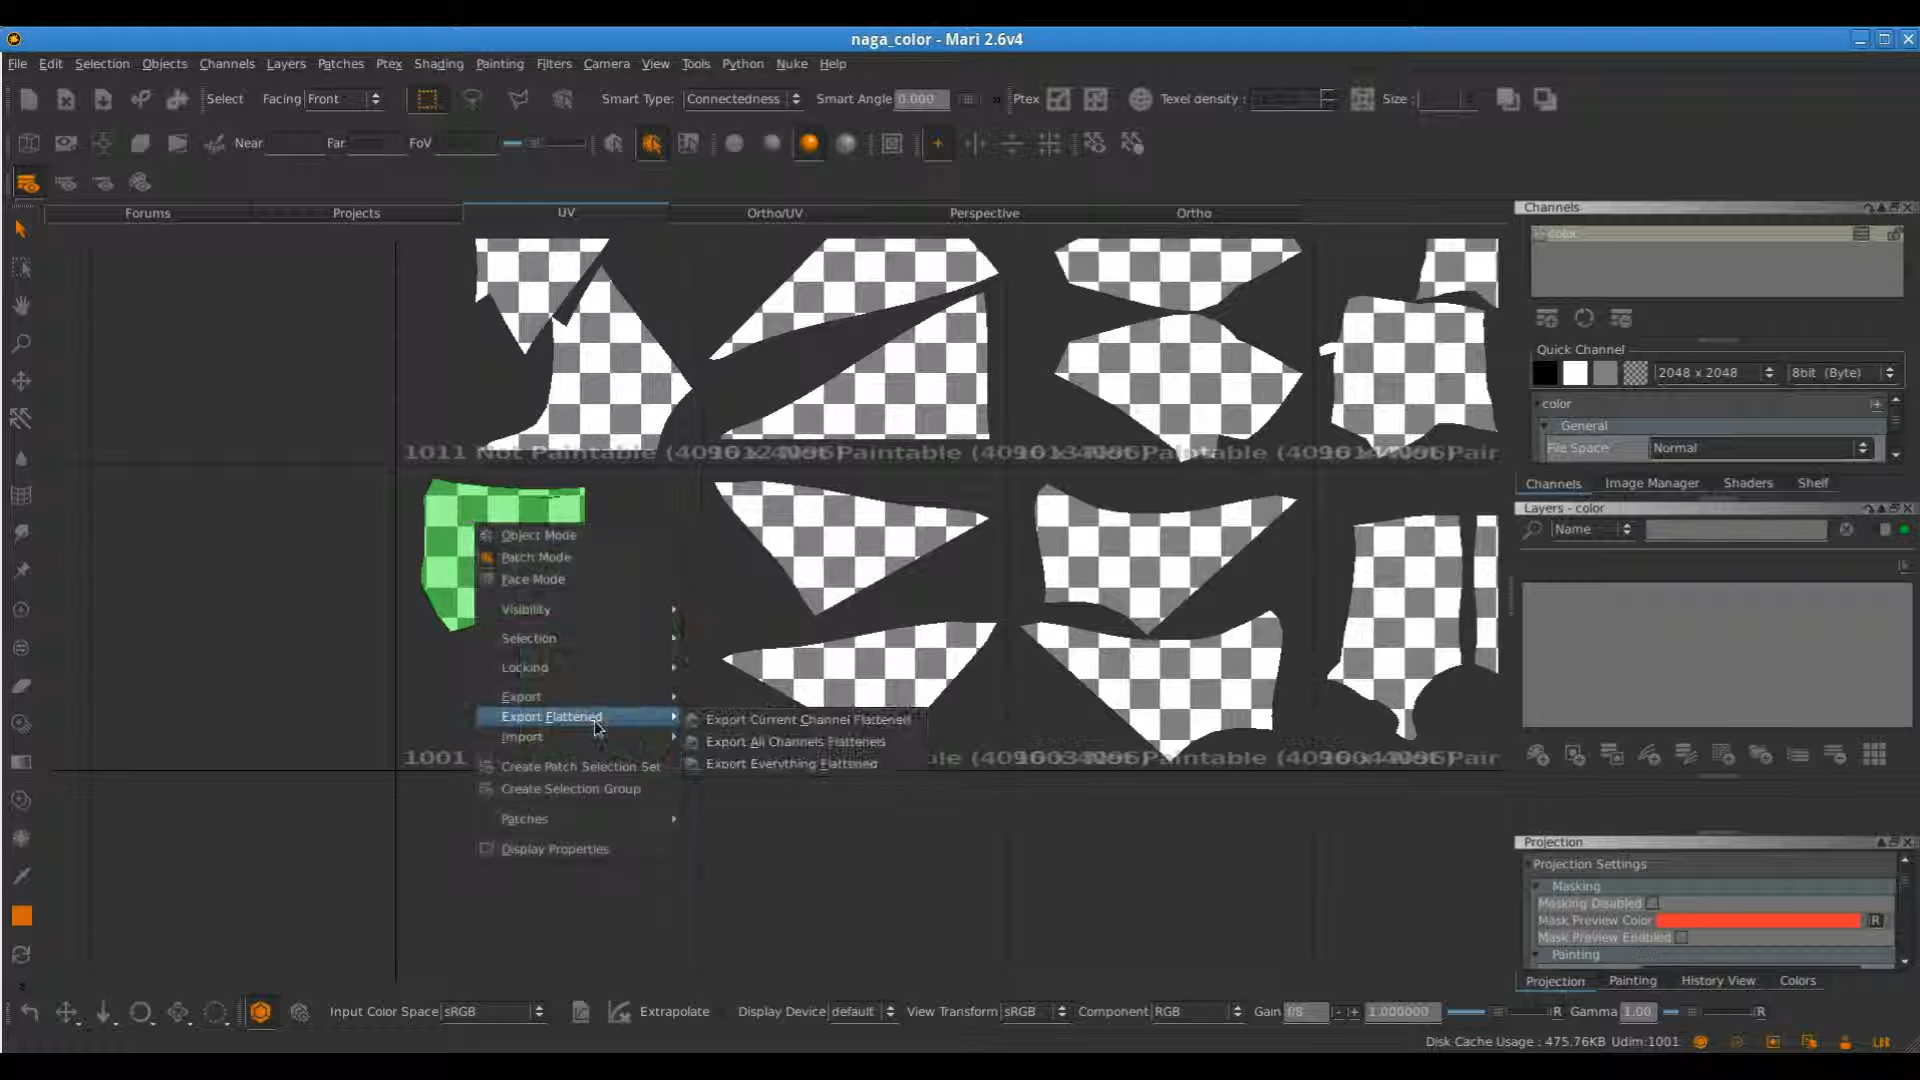 naga_color - Mari 2.6v4
File Edit Selection Objects Channels Layers Patches Ptex Shading Painting Filters Camera View Tools Python Nuke Help
Select Facing Front Smart Type: Connectedness Smart Angle 0.000 » Ptex Texel density : Size :
Near Far FoV
Forums Projects UV Ortho/UV Perspective Ortho
Channels
color
Quick Channel
2048 x 2048 8bit (Byte)
color
General
File Space Normal
1011 Not Paintable
Channels Image Manager Shaders Shelf
Layers - color
Name
Object Mode
Patch Mode
Face Mode
Visibility
Selection
Locking
Export
Export Flattened
Import
Create Patch Selection Set
Create Selection Group
Patches
Display Properties
Export Current Channel Flattened
Export All Channels Flattened
Export Everything Flattened
1001
Projection
Projection Settings
Masking
Masking Disabled
Mask Preview Color R
Mask Preview Enabled
Painting
Projection Painting History View Colors
Input Color Space sRGB Extrapolate Display Device default View Transform sRGB Component RGB Gain f/8 - + 1.000000 R Gamma 1.00 R
Disk Cache Usage : 475.76KB Udim:1001